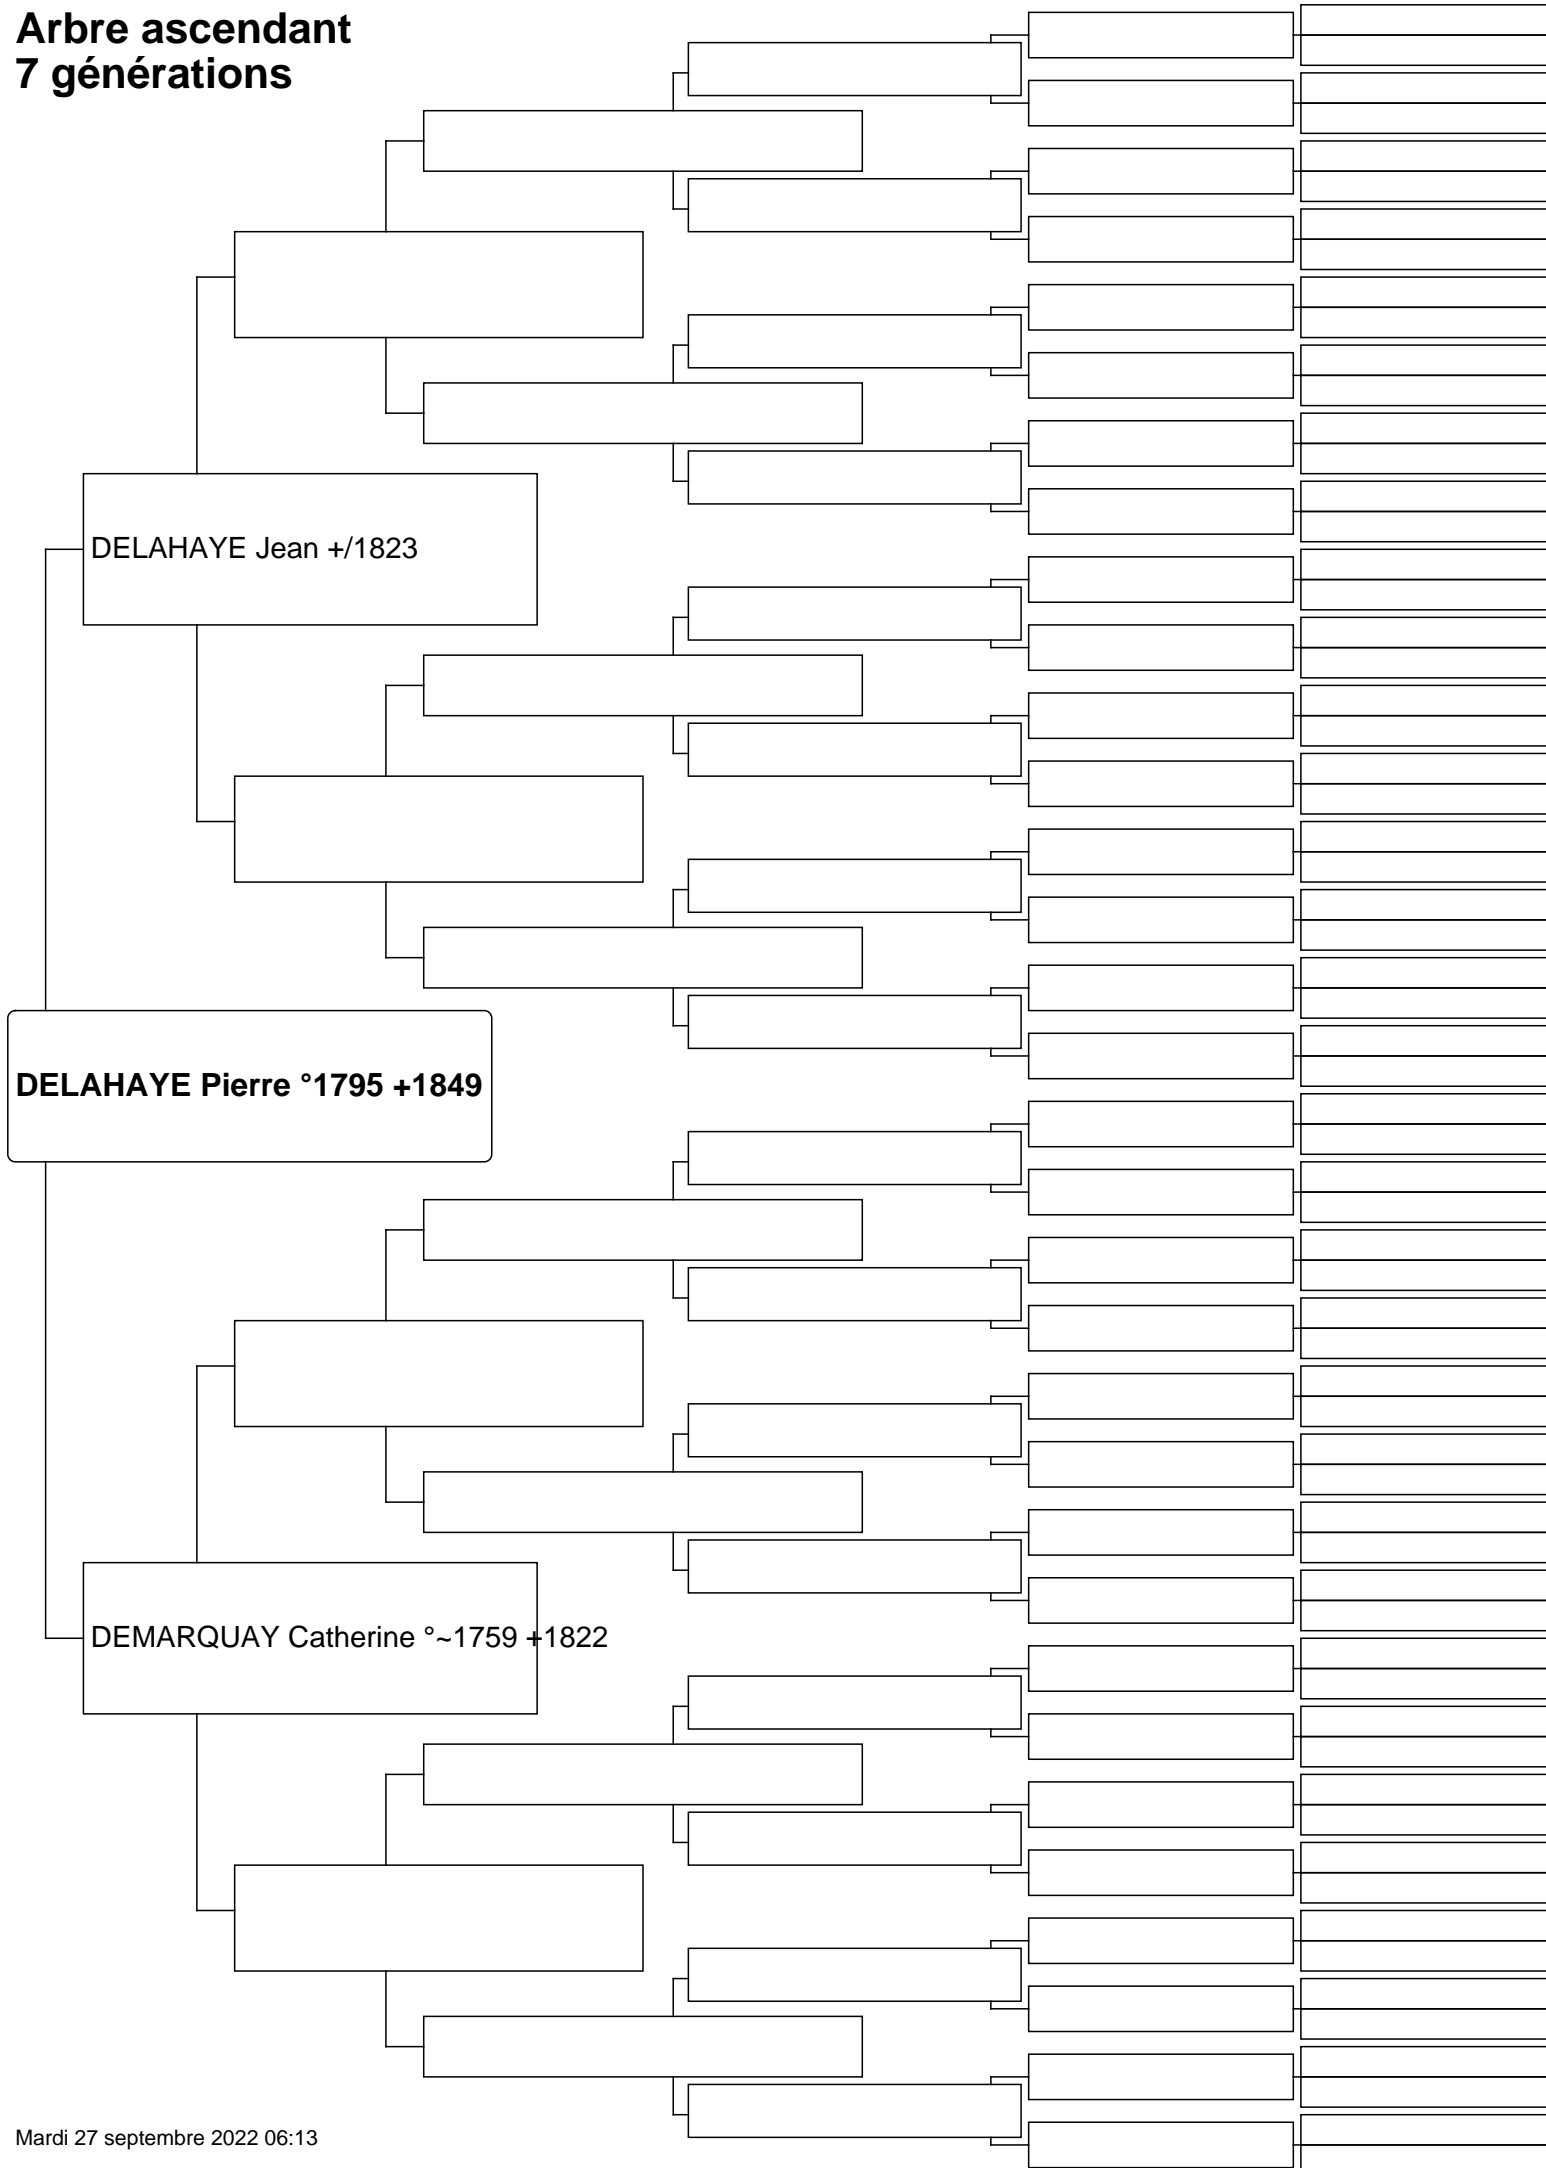 Arbre ascendant
7 générations
DELAHAYE Jean +/1823
DELAHAYE Pierre °1795 +1849
DEMARQUAY Catherine °~1759 +1822
Mardi 27 septembre 2022 06:13